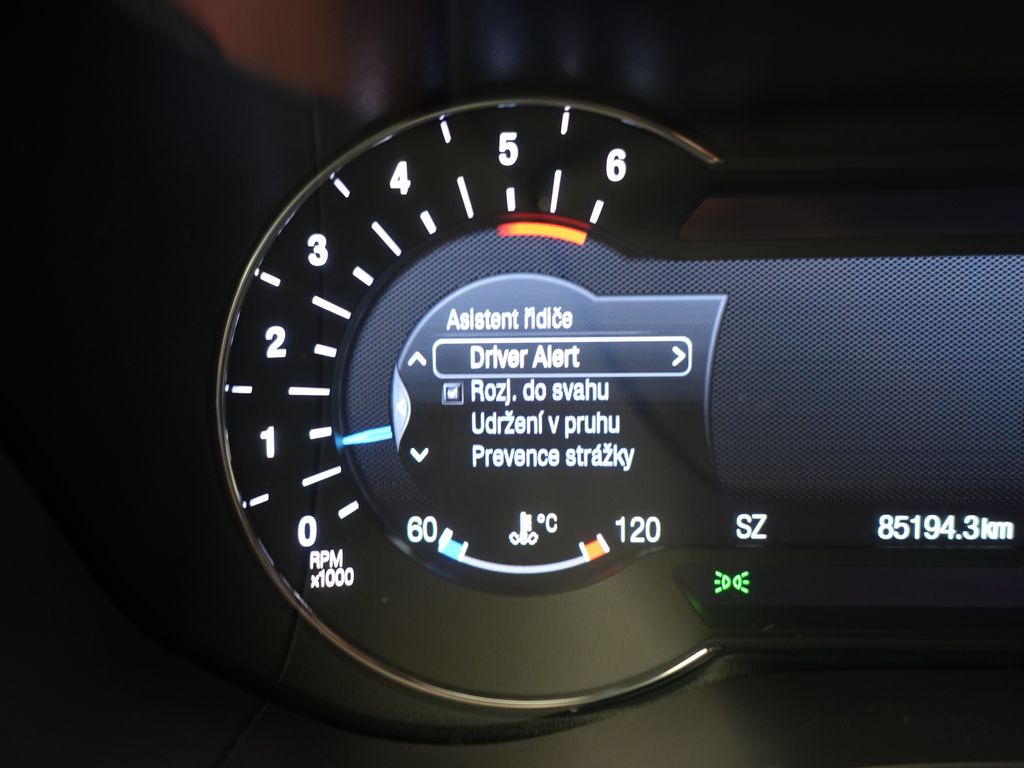 6
5
4
3
2
1
0
RPM
x1000
Asistent řidiče
Driver Alert
Rozj. do svahu
Udržení v pruhu
Prevence strážky
60 °C 120
SZ 85194.3km